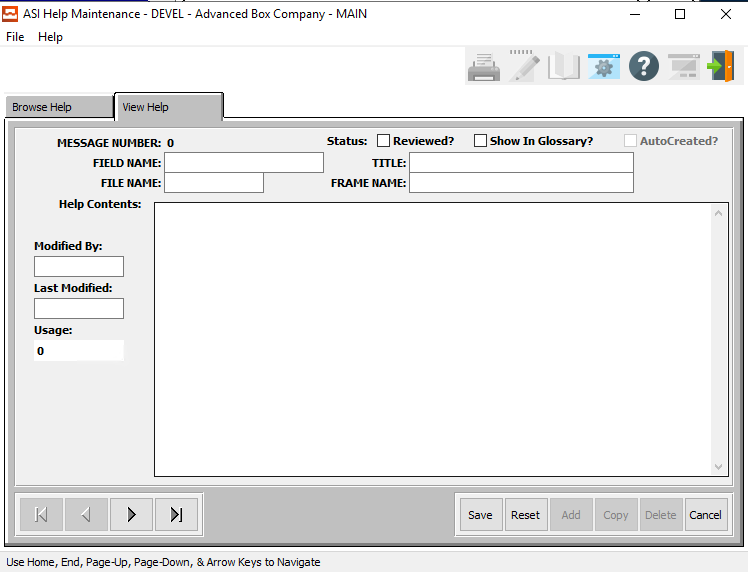 ASI Help Maintenance - DEVEL - Advanced Box Company - MAIN
File Help
?
Browse Help View Help
MESSAGE NUMBER: 0 Status: Reviewed? Show In Glossary? AutoCreated?
FIELD NAME: TITLE:
FILE NAME: FRAME NAME:
Help Contents:
Modified By:
Last Modified:
Usage:
0
Save Reset Add Copy Delete Cancel
Use Home, End, Page-Up, Page-Down, & Arrow Keys to Navigate